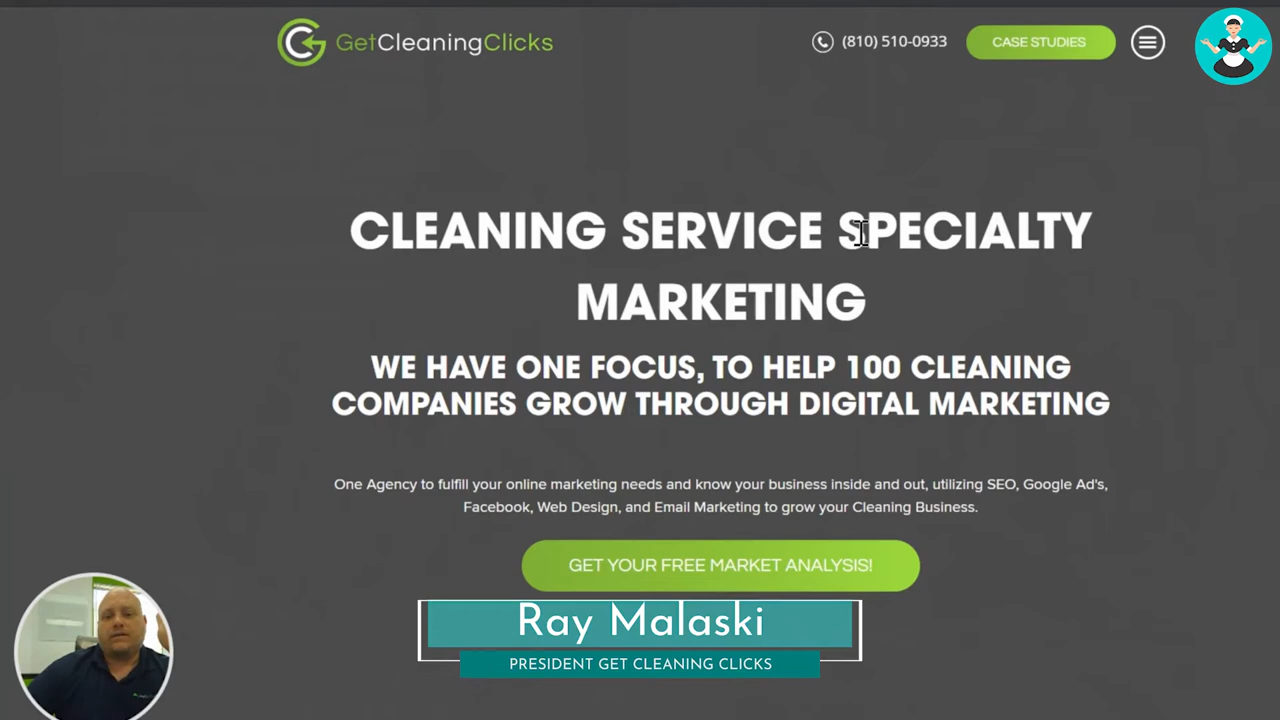 GetCleaningClicks
(810) 510-0933
CASE STUDIES
CLEANING SERVICE SPECIALTY
MARKETING
WE HAVE ONE FOCUS, TO HELP 100 CLEANING
COMPANIES GROW THROUGH DIGITAL MARKETING
One Agency to fulfill your online marketing needs and know your business inside and out, utilizing SEO, Google Ad's,
Facebook, Web Design, and Email Marketing to grow your Cleaning Business.
GET YOUR FREE MARKET ANALYSIS!
Ray Malaski
PRESIDENT GET CLEANING CLICKS